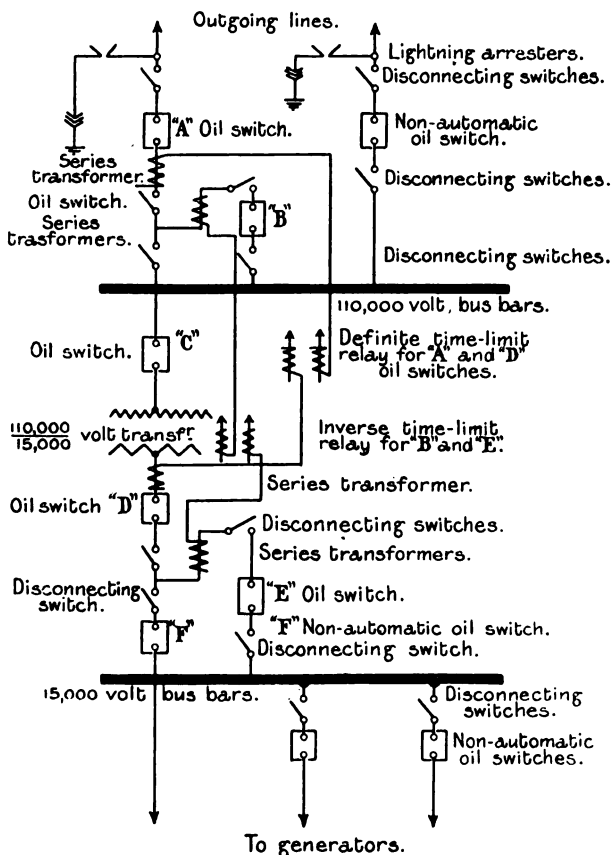 Outgoing lines.
Lightning arresters.
Disconnecting switches.
"A" Oil switch.
Non-automatic
oil switch.
Series
transformer.
Disconnecting switches.
Oil switch.
Series
trasformers.
"B"
Disconnecting switches.
110,000 volt, bus bars.
"C"
Oil switch.
Definite time-limit
relay for "A" and "D"
oil switches.
110,000
15,000 volt transfr.
Inverse time-limit
relay for "B" and "E".
Series transformer.
Oil switch "D"
Disconnecting switches.
Series transformers.
Disconnecting
switch.
"E" Oil switch.
"F"
"F" Non-automatic oil switch.
Disconnecting switch.
15,000 volt bus bars.
Disconnecting
switches.
Non-automatic
oil switches.
To generators.